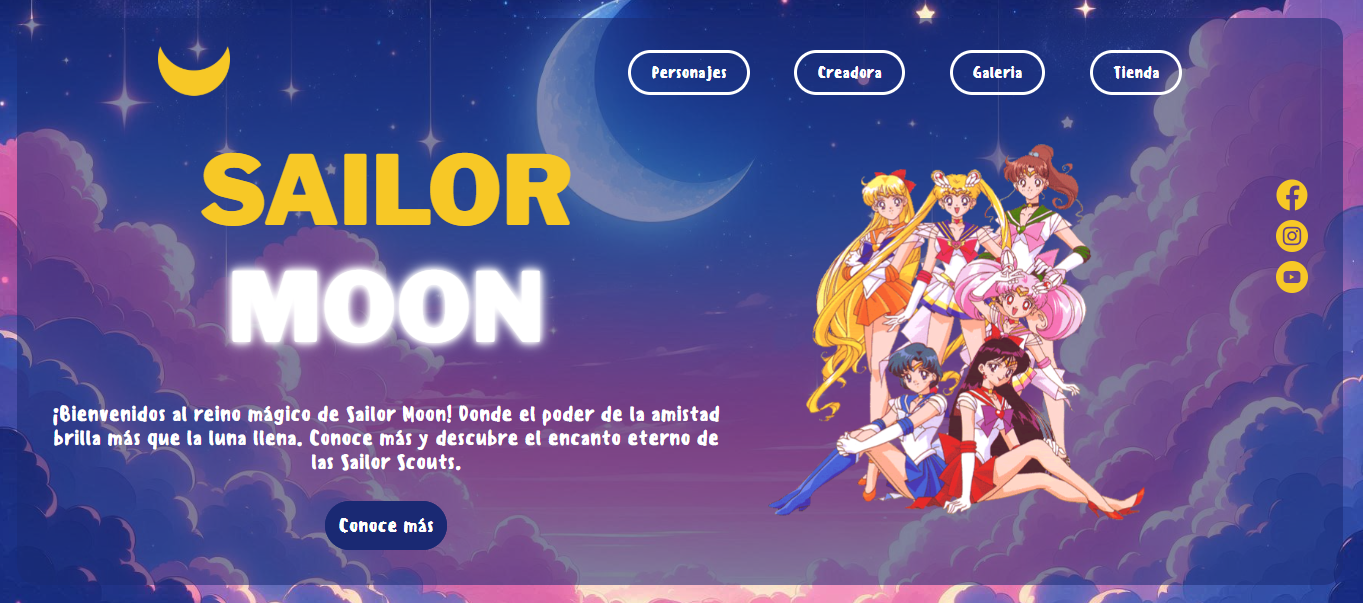 Personajes
Creadora
Galeria
Tienda
SAILOR
MOON
¡Bienvenidos al reino mágico de Sailor Moon! Donde el poder de la amistad
brilla más que la luna llena. Conoce más y descubre el encanto eterno de
las Sailor Scouts.
Conoce más